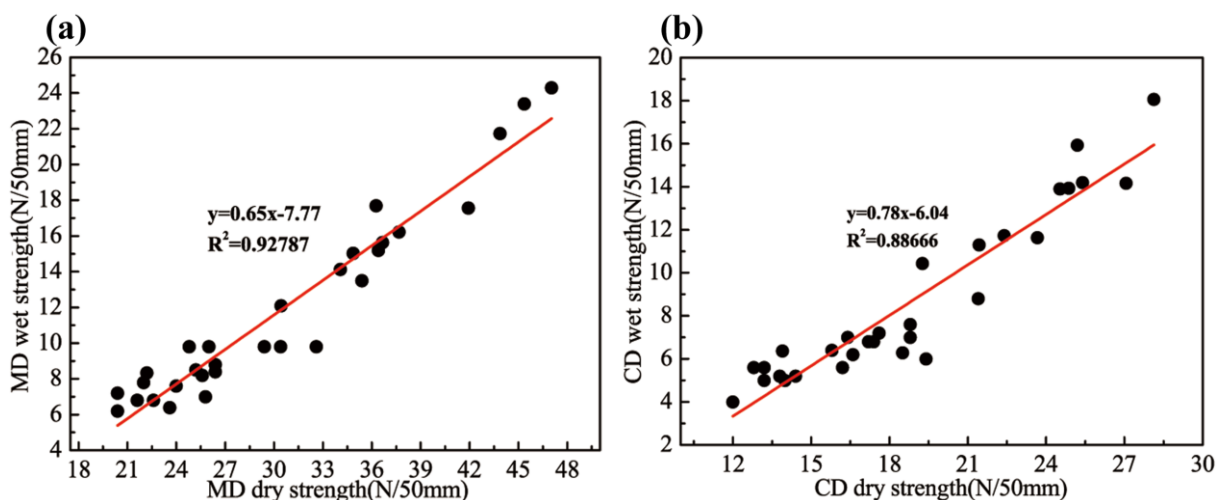 (a)
MD wet strength(N/50mm)
26
24
22
20
18
16
14
12
10
8
6
4
y=0.65x-7.77
R²=0.92787
18 21 24 27 30 33 36 39 42 45 48
MD dry strength(N/50mm)
(b)
CD wet strength(N/50mm)
20
18
16
14
12
10
8
6
4
2
y=0.78x-6.04
R²=0.88666
12 15 18 21 24 27 30
CD dry strength(N/50mm)